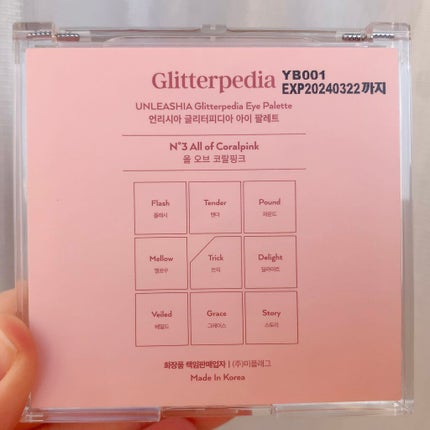 Glitterpedia
YB001
EXP20240322까지
UNLEASHIA Glitterpedia Eye Palette
언리시아 글리터피디아 아이 팔레트
N°3 All of Coralpink
올 오브 코랄핑크
Flash Tender Pound
플래시 텐더 파운드
Mellow Trick Delight
멜로우 트릭 딜라이트
Veiled Grace Story
베일드 그레이스 스토리
화장품 책임판매업자 | (주)마플래그
Made In Korea